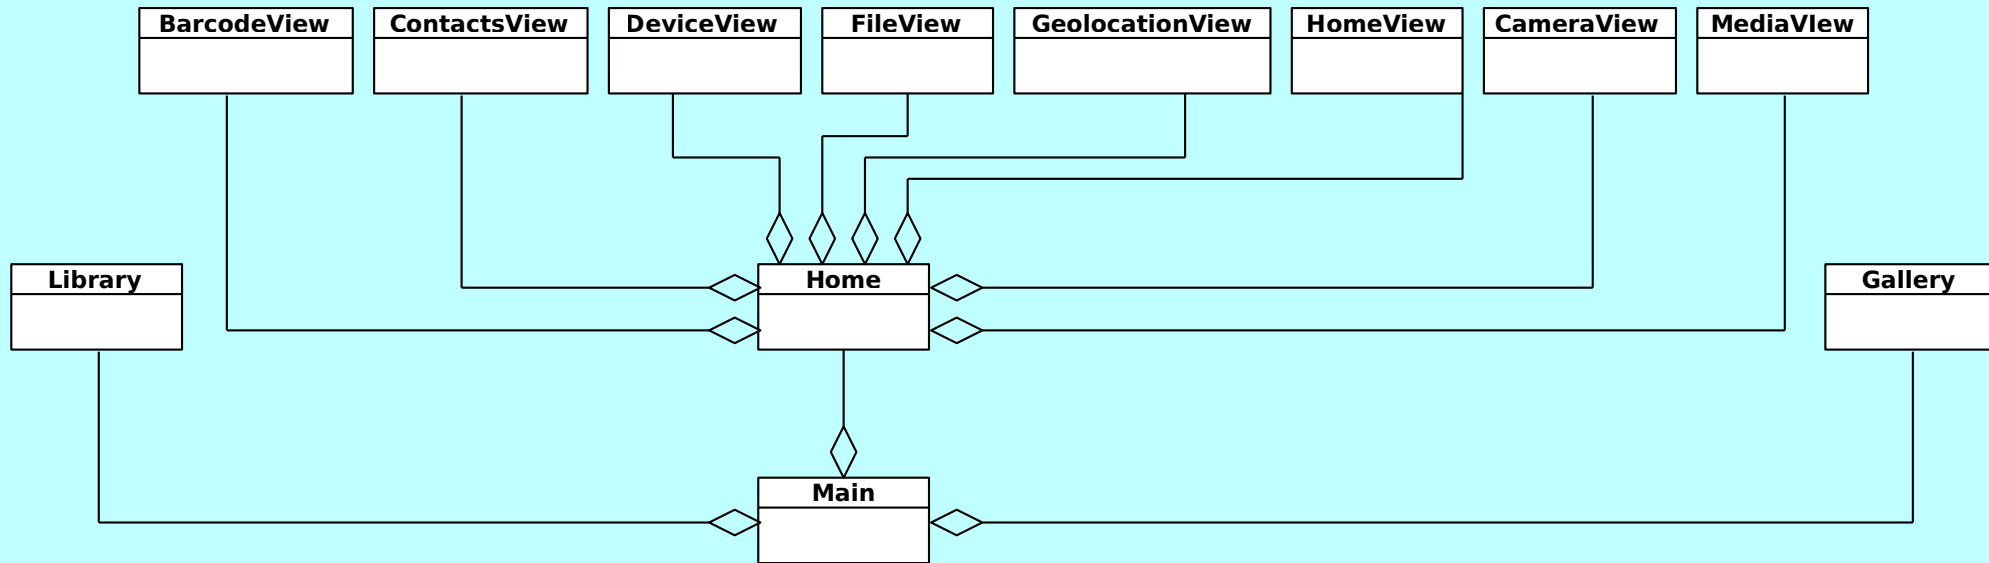 BarcodeView
ContactsView
DeviceView
FileView
GeolocationView
HomeView
CameraView
MediaVIew
Library
Home
Gallery
Main